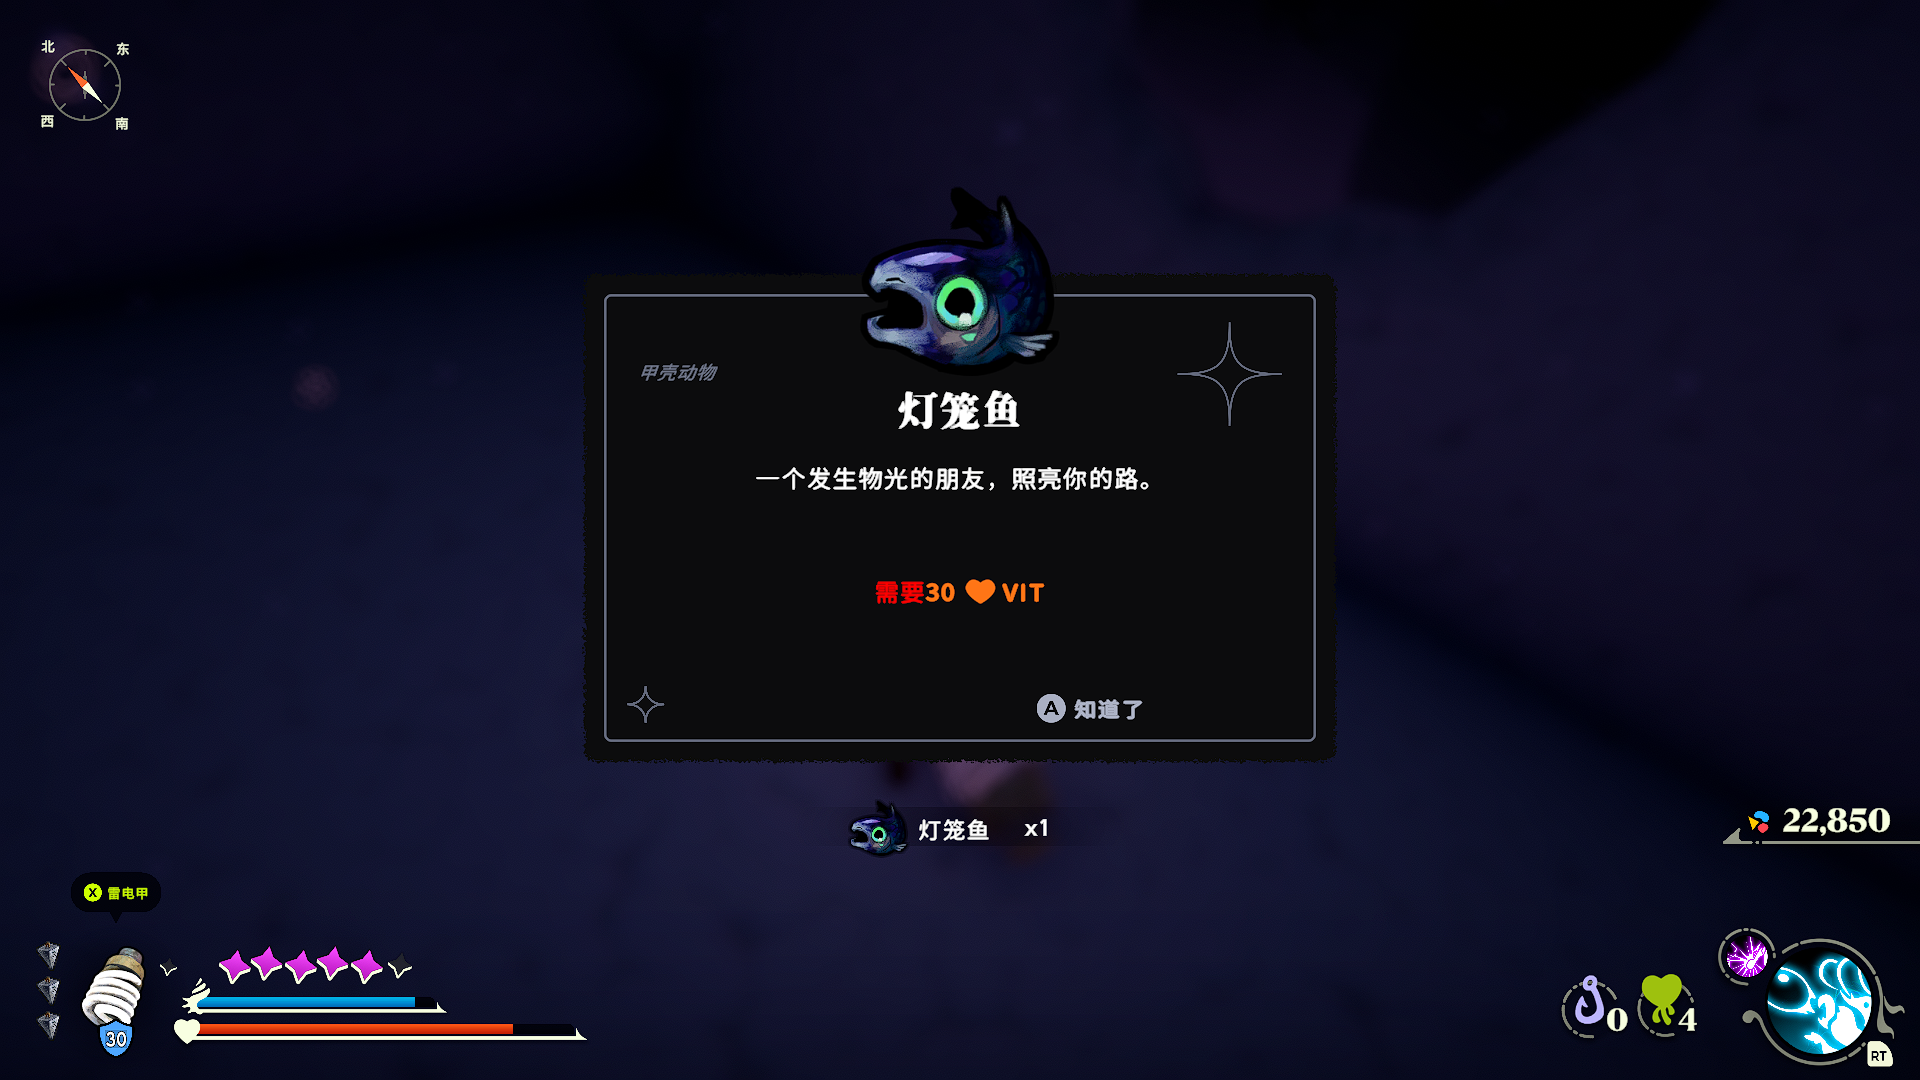 北 东
西 南
甲壳动物
灯笼鱼
一个发生物光的朋友，照亮你的路。
需要30 VIT
A 知道了
灯笼鱼 x1
22,850
X 雷电甲
30
0
4
RT